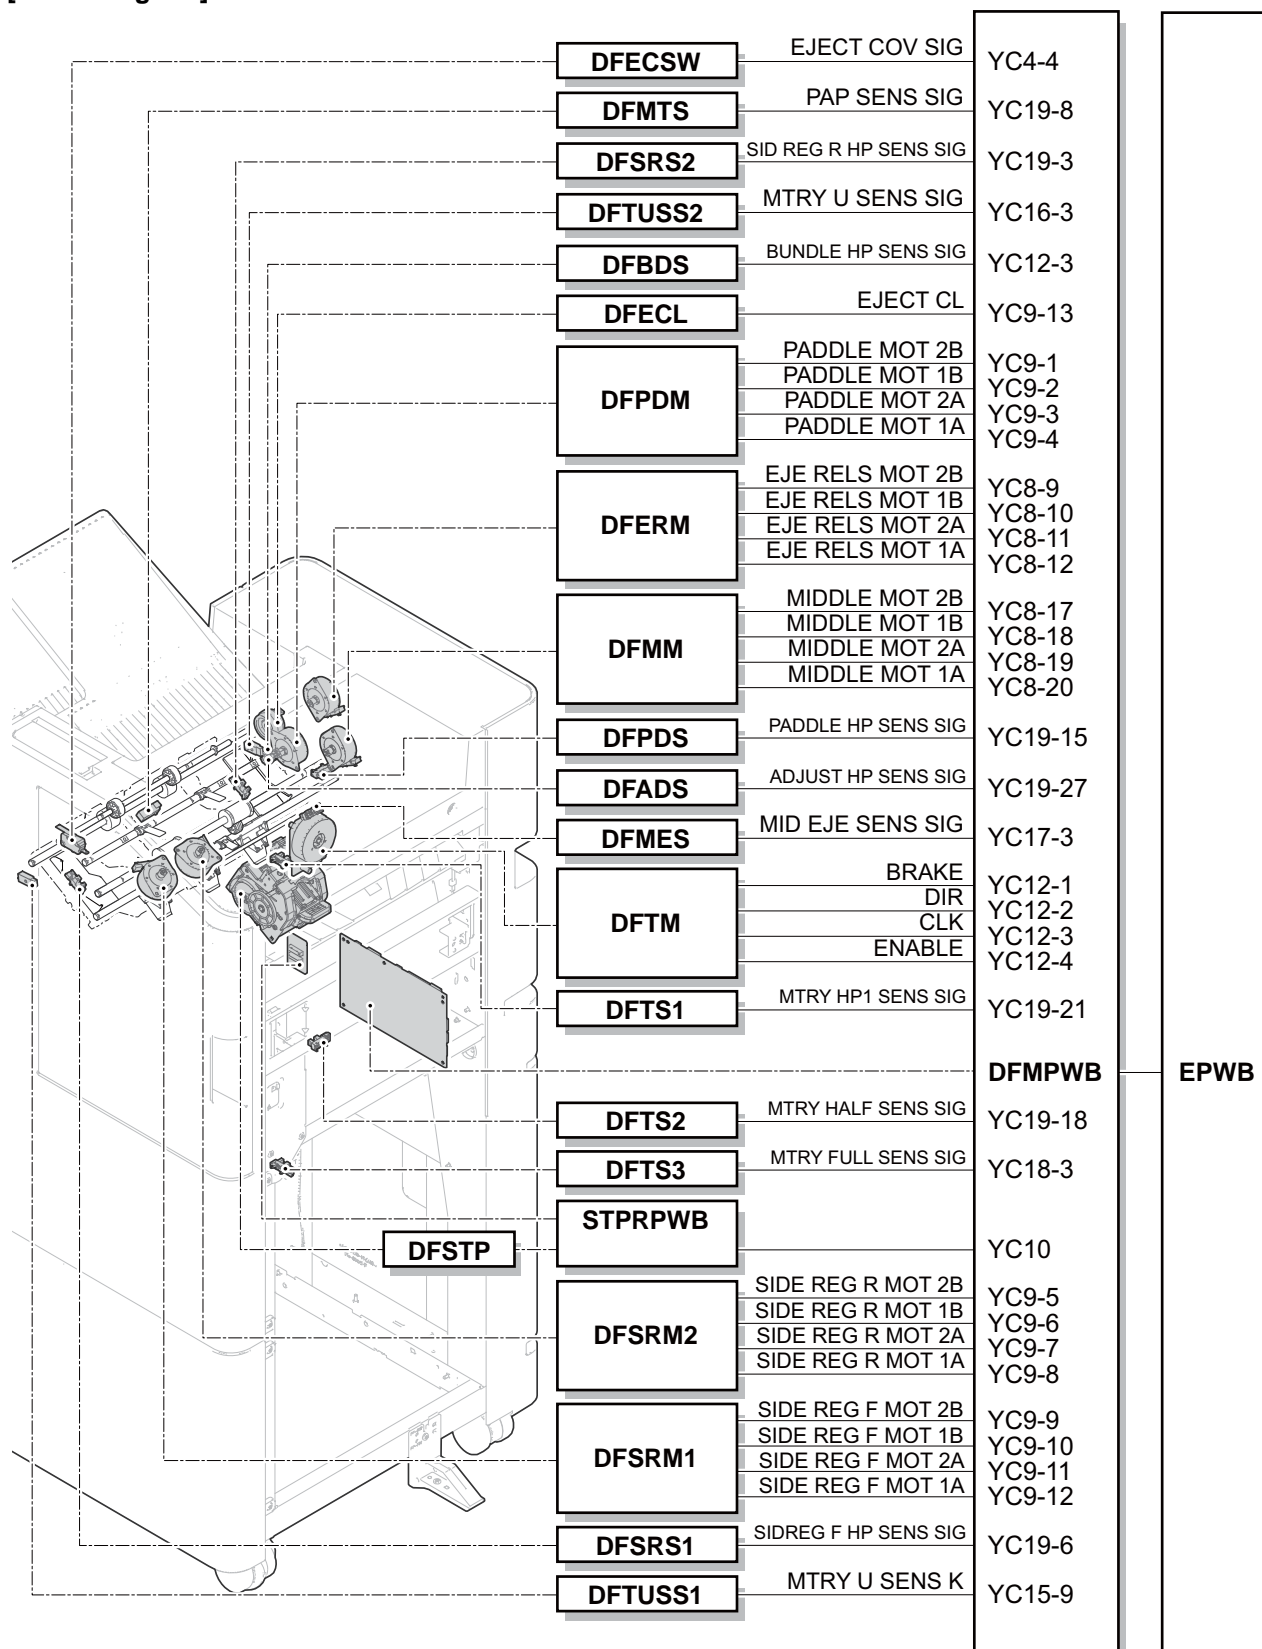 DFECSW EJECT COV SIG YC4-4
DFMTS PAP SENS SIG YC19-8
DFSRS2 SID REG R HP SENS SIG YC19-3
DFTUSS2 MTRY U SENS SIG YC16-3
DFBDS BUNDLE HP SENS SIG YC12-3
DFECL EJECT CL YC9-13
DFPDM
PADDLE MOT 2B YC9-1
PADDLE MOT 1B YC9-2
PADDLE MOT 2A YC9-3
PADDLE MOT 1A YC9-4
DFERM
EJE RELS MOT 2B YC8-9
EJE RELS MOT 1B YC8-10
EJE RELS MOT 2A YC8-11
EJE RELS MOT 1A YC8-12
DFMM
MIDDLE MOT 2B YC8-17
MIDDLE MOT 1B YC8-18
MIDDLE MOT 2A YC8-19
MIDDLE MOT 1A YC8-20
DFPDS PADDLE HP SENS SIG YC19-15
DFADS ADJUST HP SENS SIG YC19-27
DFMES MID EJE SENS SIG YC17-3
DFTM
BRAKE YC12-1
DIR YC12-2
CLK YC12-3
ENABLE YC12-4
DFTS1 MTRY HP1 SENS SIG YC19-21
DFMPWB EPWB
DFTS2 MTRY HALF SENS SIG YC19-18
DFTS3 MTRY FULL SENS SIG YC18-3
STPRPWB
DFSTP YC10
DFSRM2
SIDE REG R MOT 2B YC9-5
SIDE REG R MOT 1B YC9-6
SIDE REG R MOT 2A YC9-7
SIDE REG R MOT 1A YC9-8
DFSRM1
SIDE REG F MOT 2B YC9-9
SIDE REG F MOT 1B YC9-10
SIDE REG F MOT 2A YC9-11
SIDE REG F MOT 1A YC9-12
DFSRS1 SIDREG F HP SENS SIG YC19-6
DFTUSS1 MTRY U SENS K YC15-9